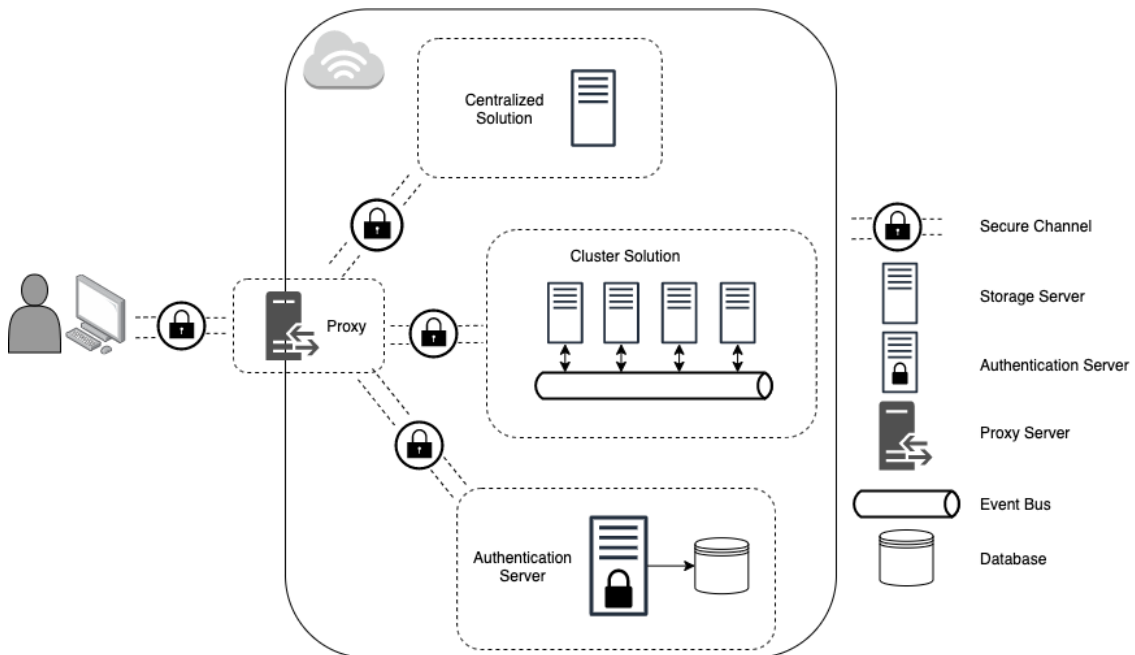 Centralized
Solution
Cluster Solution
Proxy
Authentication
Server
Secure Channel
Storage Server
Authentication Server
Proxy Server
Event Bus
Database